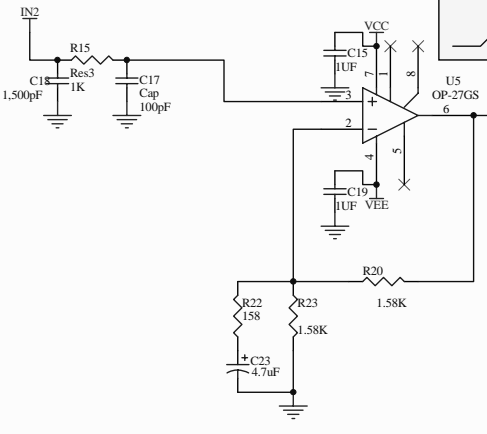 IN2
VCC
R15
C15
1UF
7
1
8
C18
1,500pF
Res3
1K
C17
Cap
100pF
U5
OP-27GS
3
2
6
4
5
C19
1UF
VEE
R20
1.58K
R22
158
R23
1.58K
C23
4.7uF